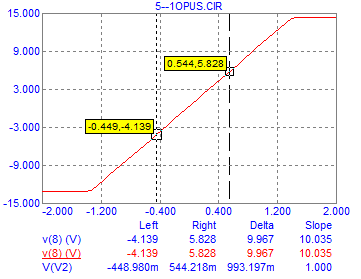 5--1OPUS.CIR
15.000
9.000
0.544,5.828
3.000
-3.000
-0.449,-4.139
-9.000
-15.000
-2.000 -1.200 -0.400 0.400 1.200 2.000
Left Right Delta Slope
v(8) (V) -4.139 5.828 9.967 10.035
v(8) (V) -4.139 5.828 9.967 10.035
V(V2) -448.980m 544.218m 993.197m 1.000